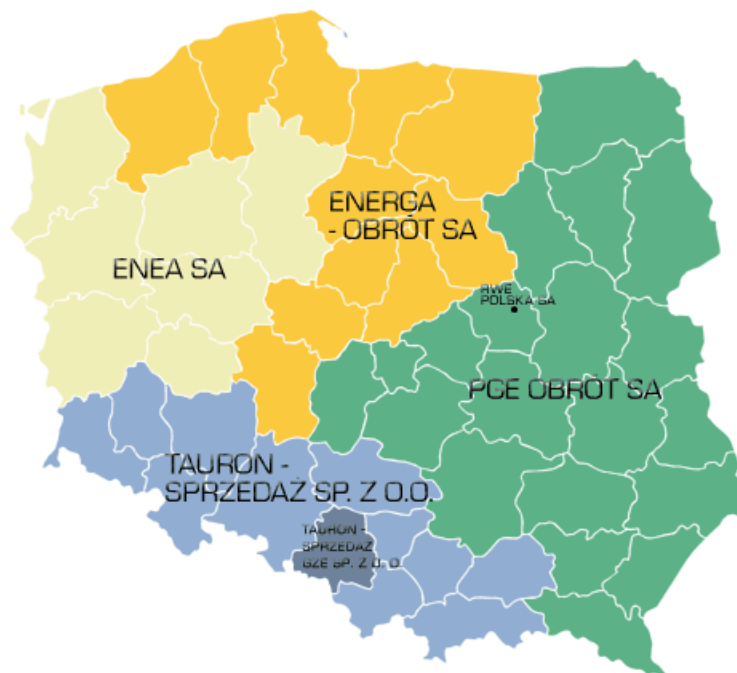 ENERGA
- OBRÓT SA
ENEA SA
RWE
POLSKA SA
PGE OBRÓT SA
TAURON -
SPRZEDAŻ SP. Z O.O.
TAURON -
SPRZEDAŻ
GZE SP. Z O. O.